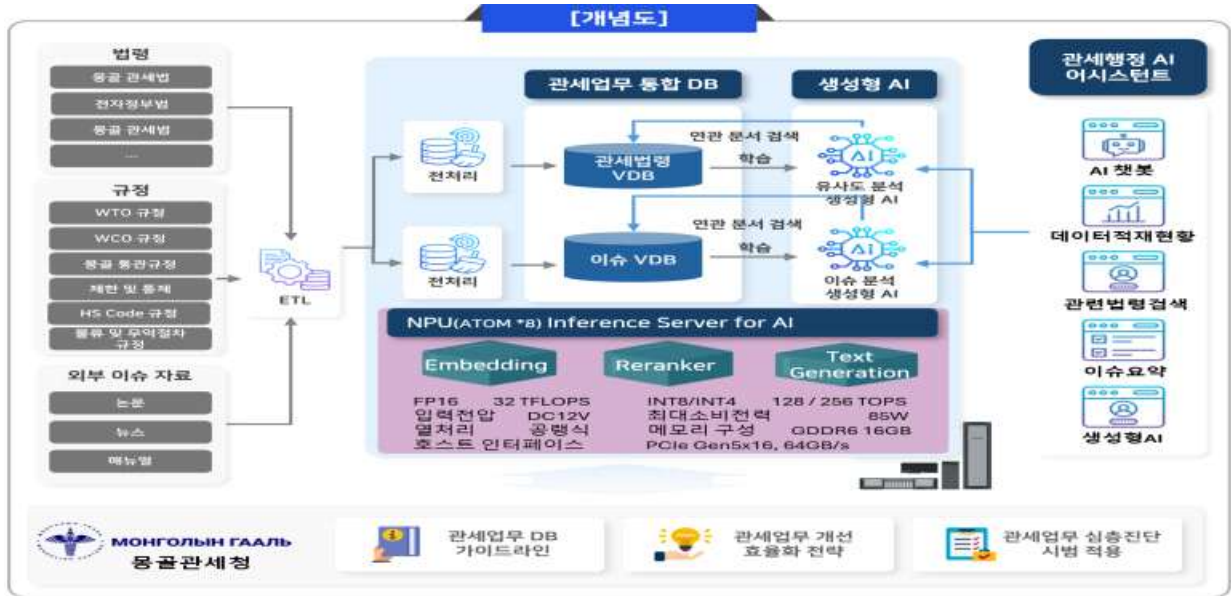 [개념도]
법령
몽골 관세법
전자정부법
몽골 관세법
...
규정
WTO 규정
WCO 규정
몽골 통관규정
제한 및 통제
HS Code 규정
물류 및 무역절차
규정
외부 이슈 자료
논문
뉴스
매뉴얼
ETL
전처리
전처리
관세업무 통합 DB
생성형 AI
관세법령
VDB
이슈 VDB
연관 문서 검색
학습
연관 문서 검색
학습
AI
유사도 분석
생성형 AI
AI
이슈 분석
생성형 AI
NPU(ATOM *8) Inference Server for AI
Embedding
Reranker
Text
Generation
FP16 32 TFLOPS INT8/INT4 128 / 256 TOPS
입력전압 DC12V 최대소비전력 85W
열처리 공랭식 메모리 구성 GDDR6 16GB
호스트 인터페이스 PCIe Gen5x16, 64GB/s
관세행정 AI
어시스턴트
AI 챗봇
데이터적재현황
관련법령검색
이슈요약
생성형AI
МОНГОЛЫН ГААЛЬ
몽골관세청
관세업무 DB
가이드라인
관세업무 개선
효율화 전략
관세업무 심층진단
시범 적용